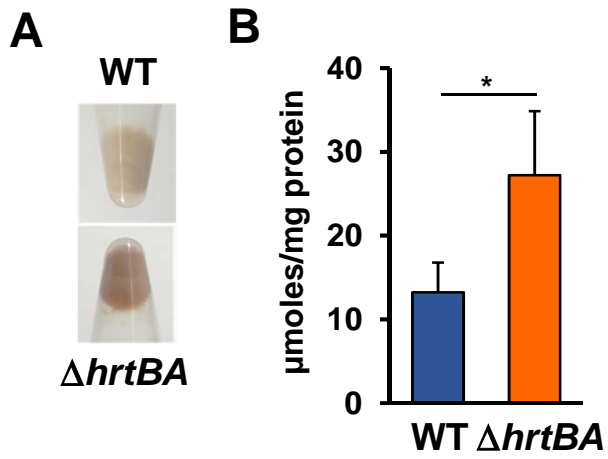 A
WT
ΔhrtBA
B
µmoles/mg protein
40
30
20
10
0
*
WT ΔhrtBA